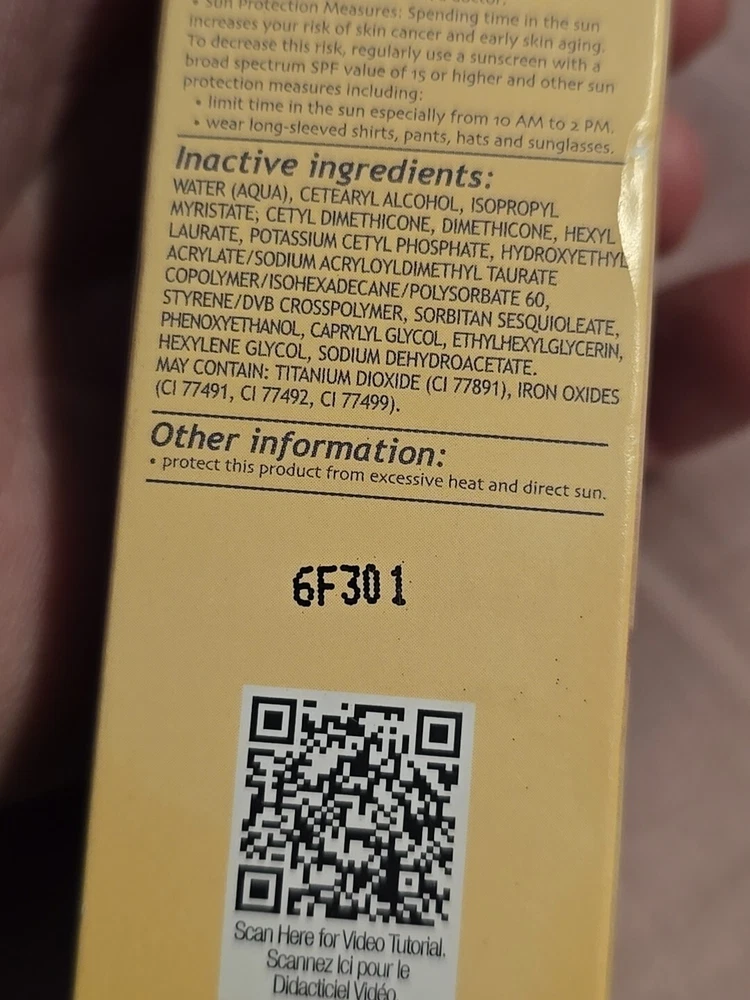 • Sun Protection Measures: Spending time in the sun
increases your risk of skin cancer and early skin aging.
To decrease this risk, regularly use a sunscreen with a
broad spectrum SPF value of 15 or higher and other sun
protection measures including:
• limit time in the sun especially from 10 AM to 2 PM.
• wear long-sleeved shirts, pants, hats and sunglasses.
Inactive ingredients:
WATER (AQUA), CETEARYL ALCOHOL, ISOPROPYL
MYRISTATE, CETYL DIMETHICONE, DIMETHICONE, HEXYL
LAURATE, POTASSIUM CETYL PHOSPHATE, HYDROXYETHYL
ACRYLATE/SODIUM ACRYLOYLDIMETHYL TAURATE
COPOLYMER/ISOHEXADECANE/POLYSORBATE 60,
STYRENE/DVB CROSSPOLYMER, SORBITAN SESQUIOLEATE,
PHENOXYETHANOL, CAPRYLYL GLYCOL, ETHYLHEXYLGLYCERIN,
HEXYLENE GLYCOL, SODIUM DEHYDROACETATE.
MAY CONTAIN: TITANIUM DIOXIDE (CI 77891), IRON OXIDES
(CI 77491, CI 77492, CI 77499).
Other information:
• protect this product from excessive heat and direct sun.
6F301
Scan Here for Video Tutorial.
Scannez Ici pour le
Didacticiel Vidéo